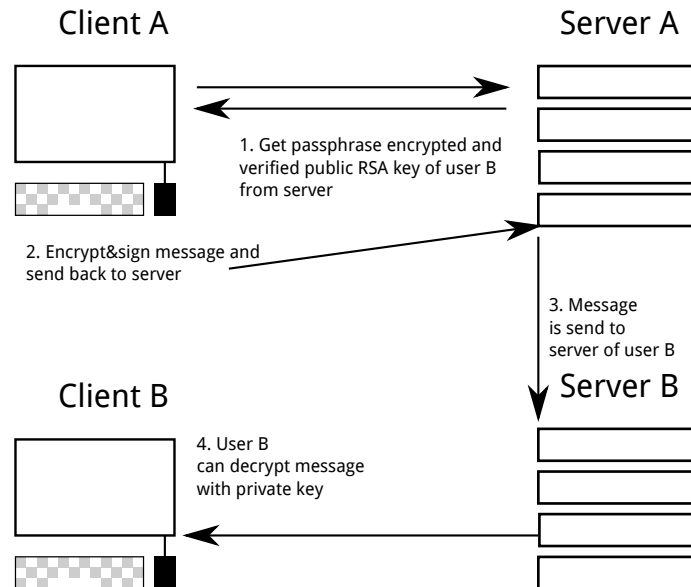 Client A
Server A
1. Get passphrase encrypted and
verified public RSA key of user B
from server
2. Encrypt&sign message and
send back to server
3. Message
is send to
server of user B
Client B
Server B
4. User B
can decrypt message
with private key